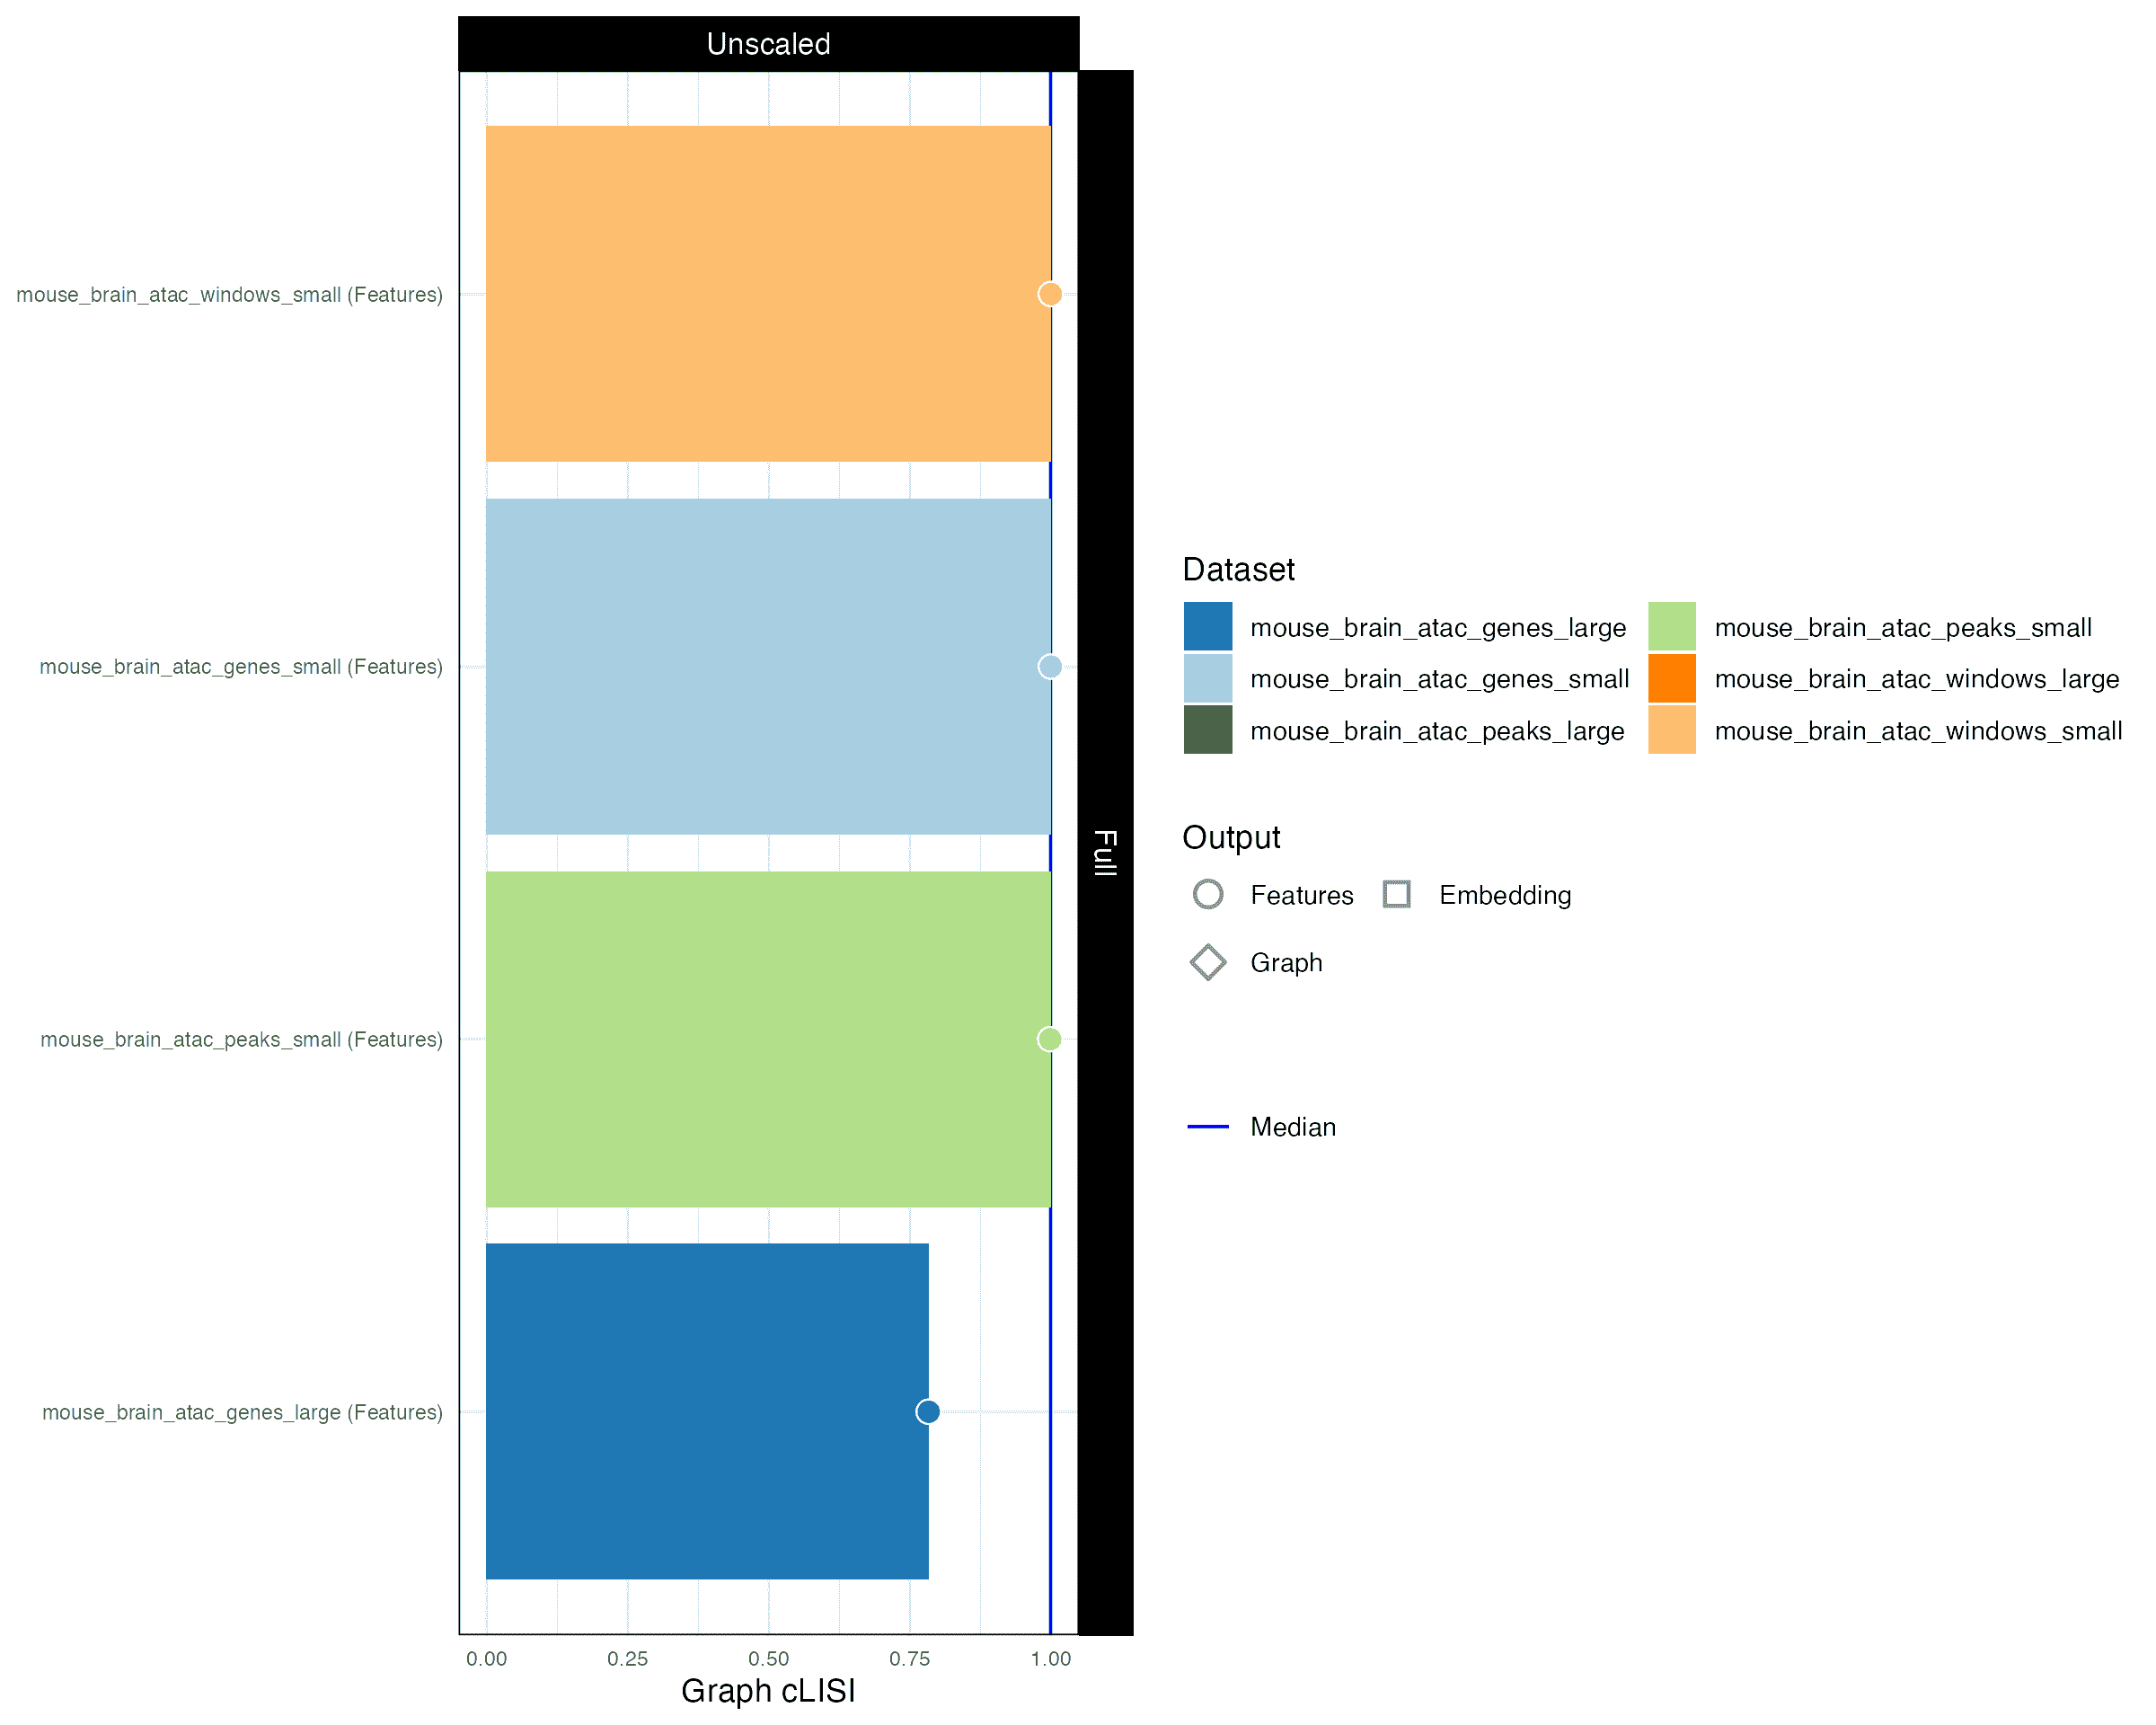 Unscaled
mouse_brain_atac_windows_small (Features)
mouse_brain_atac_genes_small (Features)
mouse_brain_atac_peaks_small (Features)
mouse_brain_atac_genes_large (Features)
Full
0.00 0.25 0.50 0.75 1.00
Graph cLISI
Dataset
mouse_brain_atac_genes_large mouse_brain_atac_peaks_small
mouse_brain_atac_genes_small mouse_brain_atac_windows_large
mouse_brain_atac_peaks_large mouse_brain_atac_windows_small
Output
Features Embedding
Graph
Median